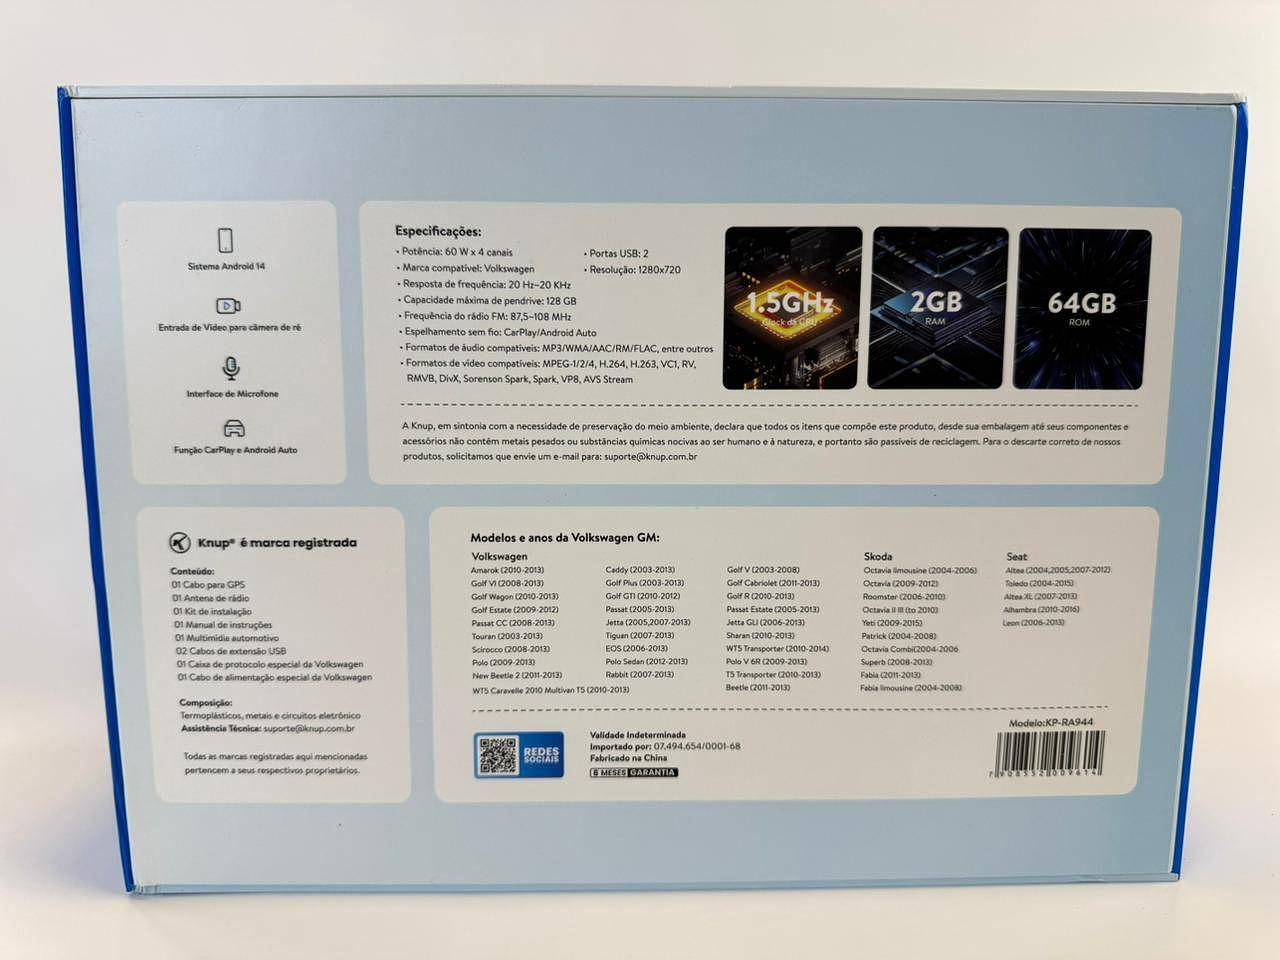 Sistema Android 14
Entrada de Vídeo para câmera de ré
Interface de Microfone
Função CarPlay e Android Auto
Especificações:
• Potência: 60 W x 4 canais
• Marca compatível: Volkswagen
• Resposta de frequência: 20 Hz~20 KHz
• Capacidade máxima de pendrive: 128 GB
• Frequência do rádio FM: 87,5~108 MHz
• Espelhamento sem fio: CarPlay/Android Auto
• Formatos de áudio compatíveis: MP3/WMA/AAC/RM/FLAC, entre outros
• Formatos de vídeo compatíveis: MPEG-1/2/4, H.264, H.263, VC1, RV,
RMVB, DivX, Sorenson Spark, Spark, VP8, AVS Stream
• Portas USB: 2
• Resolução: 1280x720
1.5GHz
Clock da CPU
2GB
RAM
64GB
ROM
A Knup, em sintonia com a necessidade de preservação do meio ambiente, declara que todos os itens que compõe este produto, desde sua embalagem até seus componentes e
acessórios não contém metais pesados ou substâncias químicas nocivas ao ser humano e à natureza, e portanto são passíveis de reciclagem. Para o descarte correto de nossos
produtos, solicitamos que envie um e-mail para: suporte@knup.com.br
Knup® é marca registrada
Conteúdo:
01 Cabo para GPS
01 Antena de rádio
01 Kit de instalação
01 Manual de instruções
01 Multimídia automotivo
02 Cabos de extensão USB
01 Caixa de protocolo especial da Volkswagen
01 Cabo de alimentação especial da Volkswagen
Composição:
Termoplásticos, metais e circuitos eletrônico
Assistência Técnica: suporte@knup.com.br
Todas as marcas registradas aqui mencionadas
pertencem a seus respectivos proprietários.
Modelos e anos da Volkswagen GM:
Volkswagen
Amarok (2010-2013)
Golf VI (2008-2013)
Golf Wagon (2010-2013)
Golf Estate (2009-2012)
Passat CC (2008-2013)
Touran (2003-2013)
Scirocco (2008-2013)
Polo (2009-2013)
New Beetle 2 (2011-2013)
WT5 Caravelle 2010 Multivan T5 (2010-2013)
Caddy (2003-2013)
Golf Plus (2003-2013)
Golf GTI (2010-2012)
Passat (2005-2013)
Jetta (2005,2007-2013)
Tiguan (2007-2013)
EOS (2006-2013)
Polo Sedan (2012-2013)
Rabbit (2007-2013)
Golf V (2003-2008)
Golf Cabriolet (2011-2013)
Golf R (2010-2013)
Passat Estate (2005-2013)
Jetta GLI (2006-2013)
Sharan (2010-2013)
WT5 Transporter (2010-2014)
Polo V 6R (2009-2013)
T5 Transporter (2010-2013)
Beetle (2011-2013)
Skoda
Octavia limousine (2004-2006)
Octavia (2009-2012)
Roomster (2006-2010)
Octavia II III (to 2010)
Yeti (2009-2015)
Patrick (2004-2008)
Octavia Combi(2004-2006
Superb (2008-2013)
Fabia (2011-2013)
Fabia limousine (2004-2008)
Seat
Altea (2004,2005,2007-2012)
Toledo (2004-2015)
Altea XL (2007-2013)
Alhambra (2010-2016)
Leon (2006-2013)
REDES
SOCIAIS
Validade Indeterminada
Importado por: 07.494.654/0001-68
Fabricado na China
6 MESES GARANTIA
Modelo:KP-RA944
7 908552 009614